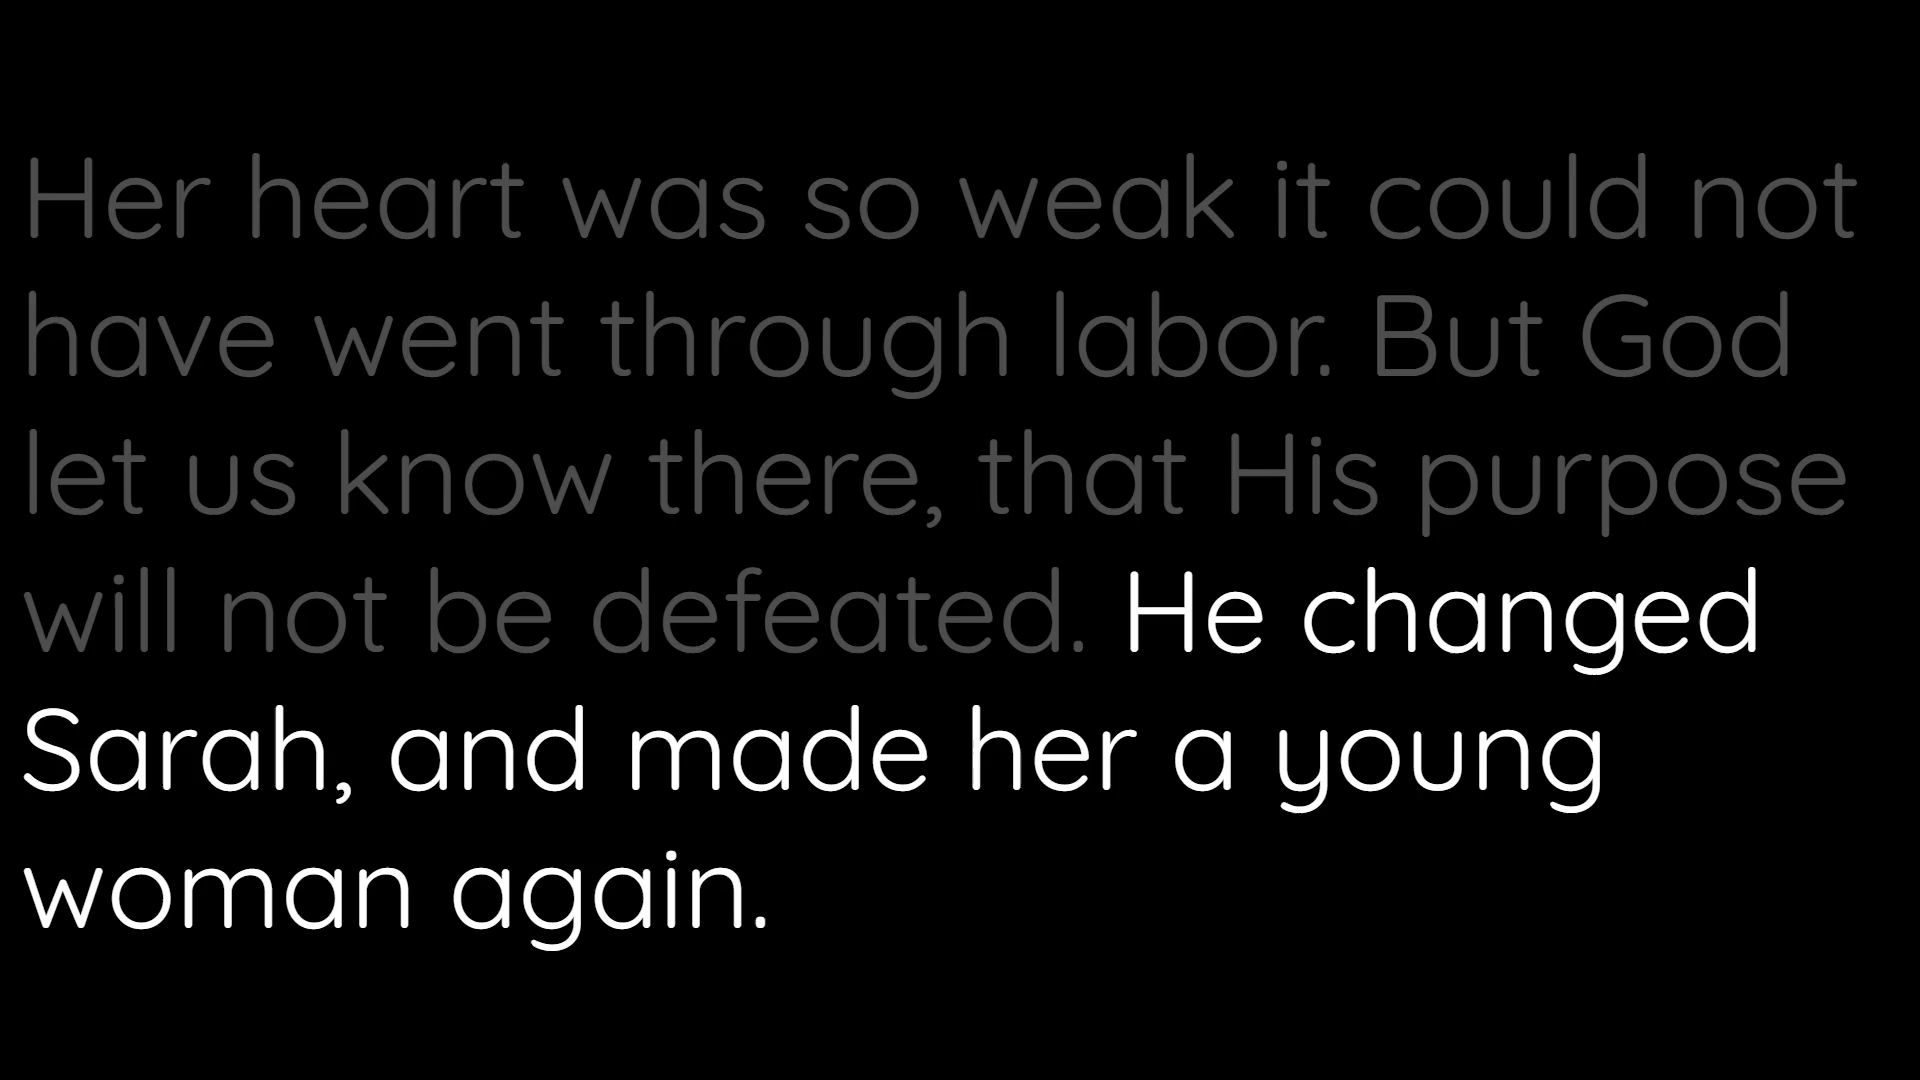 Her heart was so weak it could not
have went through labor. But God
let us know there, that His purpose
will not be defeated. He changed
Sarah, and made her a young
woman again.